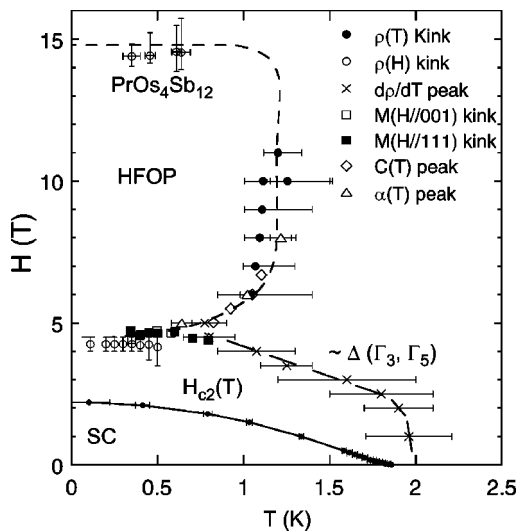 15
10
5
0
H (T)
0
0.5
1
1.5
2
2.5
T (K)
ρ(T) Kink
ρ(H) kink
dρ/dT peak
M(H//001) kink
M(H//111) kink
C(T) peak
α(T) peak
PrOs₄Sb₁₂
HFOP
~ Δ (Γ₃, Γ₅)
H꜀₂(T)
SC